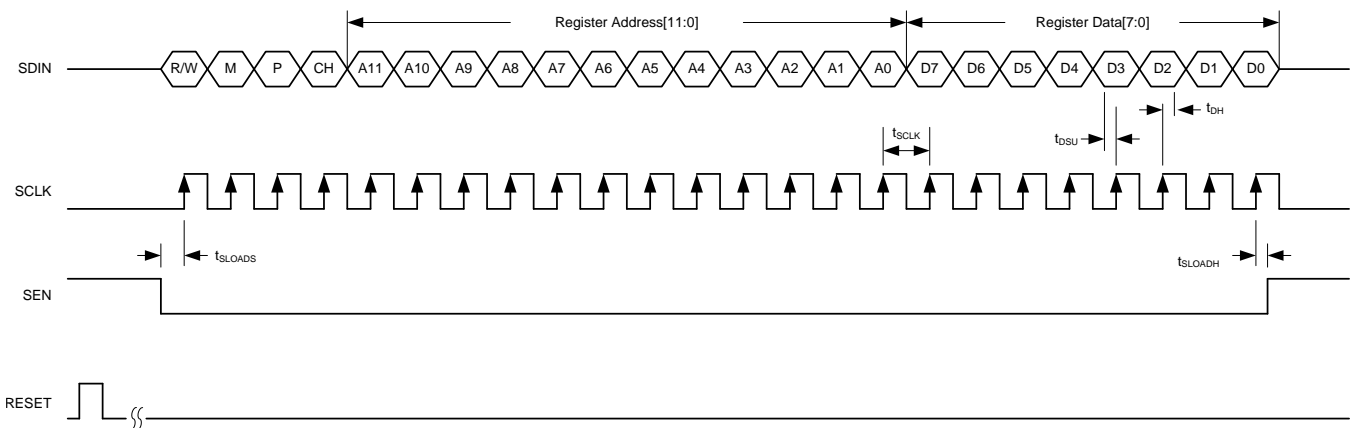 Register Address[11:0] Register Data[7:0]
SDIN R/W M P CH A11 A10 A9 A8 A7 A6 A5 A4 A3 A2 A1 A0 D7 D6 D5 D4 D3 D2 D1 D0
tDH
tSCLK tDSU
SCLK
tSLOADS tSLOADH
SEN
RESET